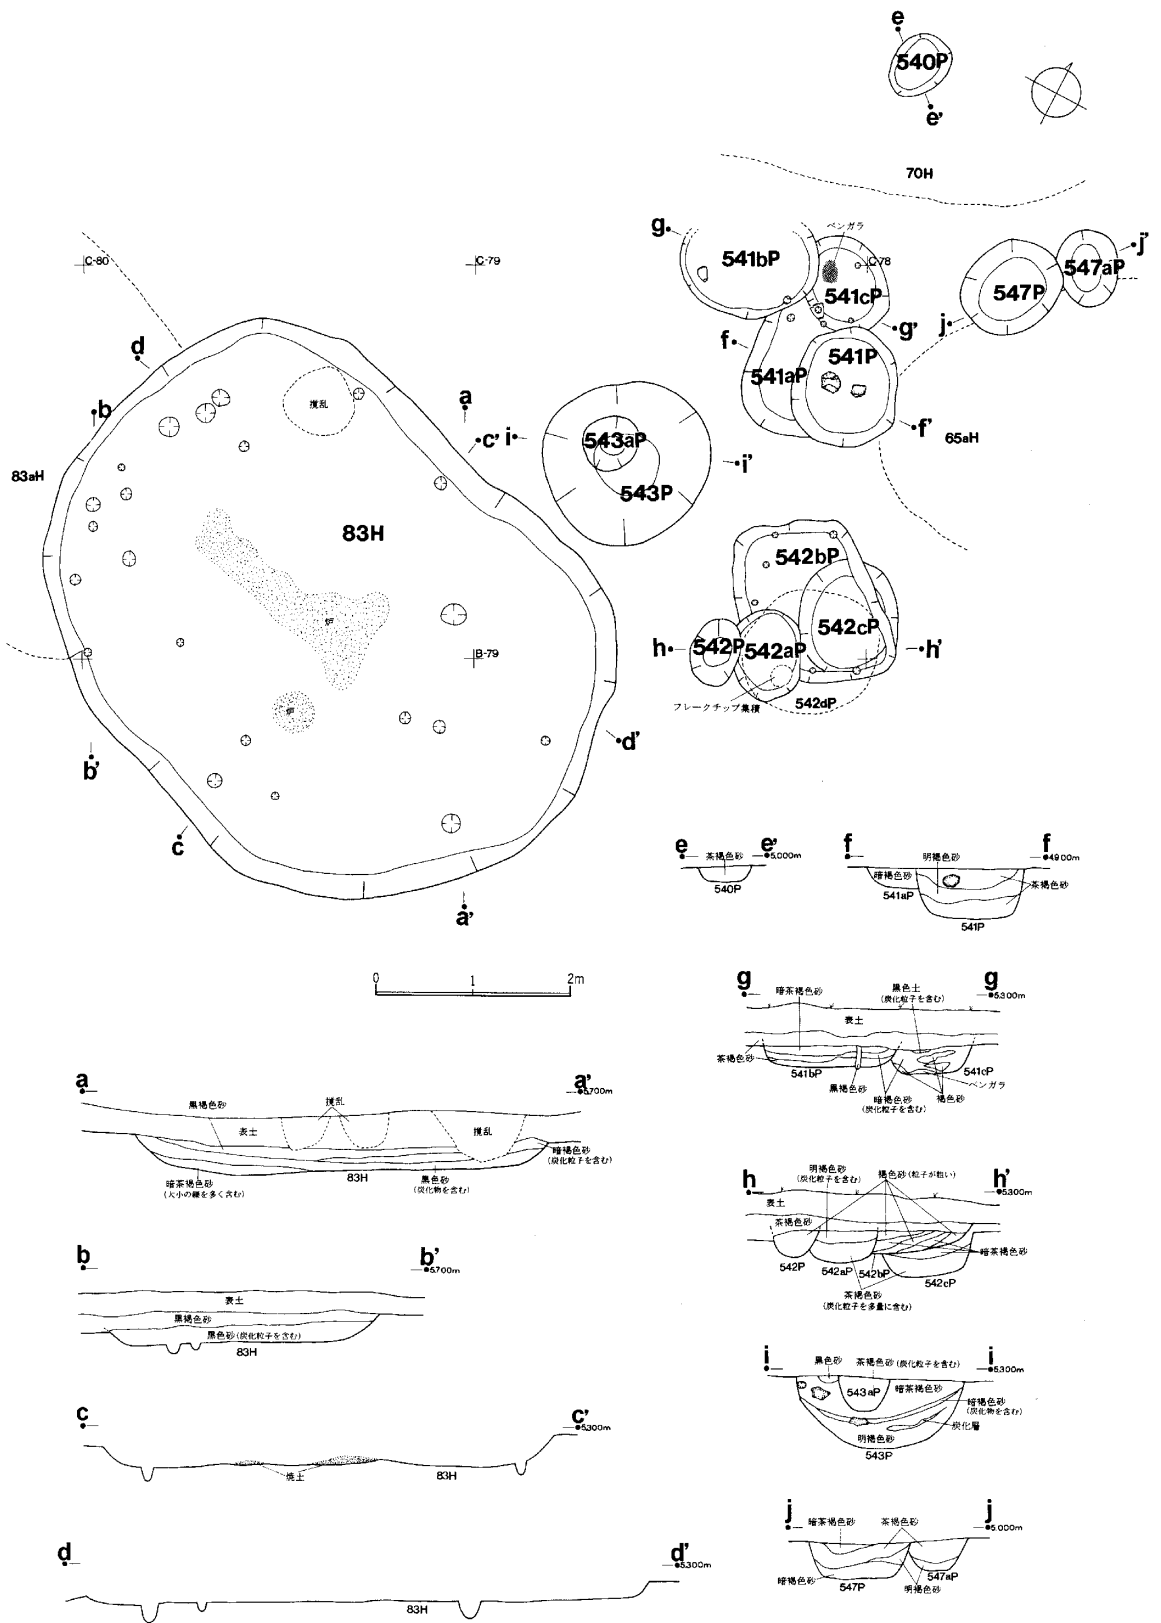 e
540P
e'
70H
g
ベンガラ
541bP
C-78
541cP
g'
547P
547aP
j'
j
f
541aP
541P
f'
65aH
C-80
C-79
d
b
撹乱
a
c'
i
543aP
543P
i'
83aH
83H
炉
B-79
炉
542bP
542cP
h
542P
542aP
h'
フレークチップ集積
542dP
d'
b'
c
a'
e
茶褐色砂
e'
5.000m
540P
f
明褐色砂
f
4.900m
暗褐色砂
茶褐色砂
541aP
541P
0
1
2m
g
暗茶褐色砂
黒色土
(炭化粒子を含む)
g
5.300m
表土
茶褐色砂
541bP
541cP
黒褐色砂
ベンガラ
暗褐色砂
(炭化粒子を含む)
褐色砂
a
黒褐色砂
撹乱
a'
5.700m
表土
撹乱
暗褐色砂
(炭化粒子を含む)
暗茶褐色砂
(大小の礫を多く含む)
83H
黒色砂
(炭化物を含む)
h
明褐色砂
(炭化粒子を含む)
褐色砂(粒子が粗い)
h'
5.300m
表土
茶褐色砂
暗茶褐色砂
542P
542aP
542bP
542cP
茶褐色砂
(炭化粒子を多量に含む)
b
b'
5.700m
表土
黒褐色砂
黒色砂(炭化粒子を含む)
83H
i
黒色砂
茶褐色砂(炭化粒子を含む)
i
5.300m
543aP
暗茶褐色砂
暗褐色砂
(炭化物を含む)
炭化層
明褐色砂
543P
c
c'
5.300m
焼土
83H
j
暗茶褐色砂
茶褐色砂
j
5.000m
暗褐色砂
547P
547aP
明褐色砂
d
d'
5.300m
83H